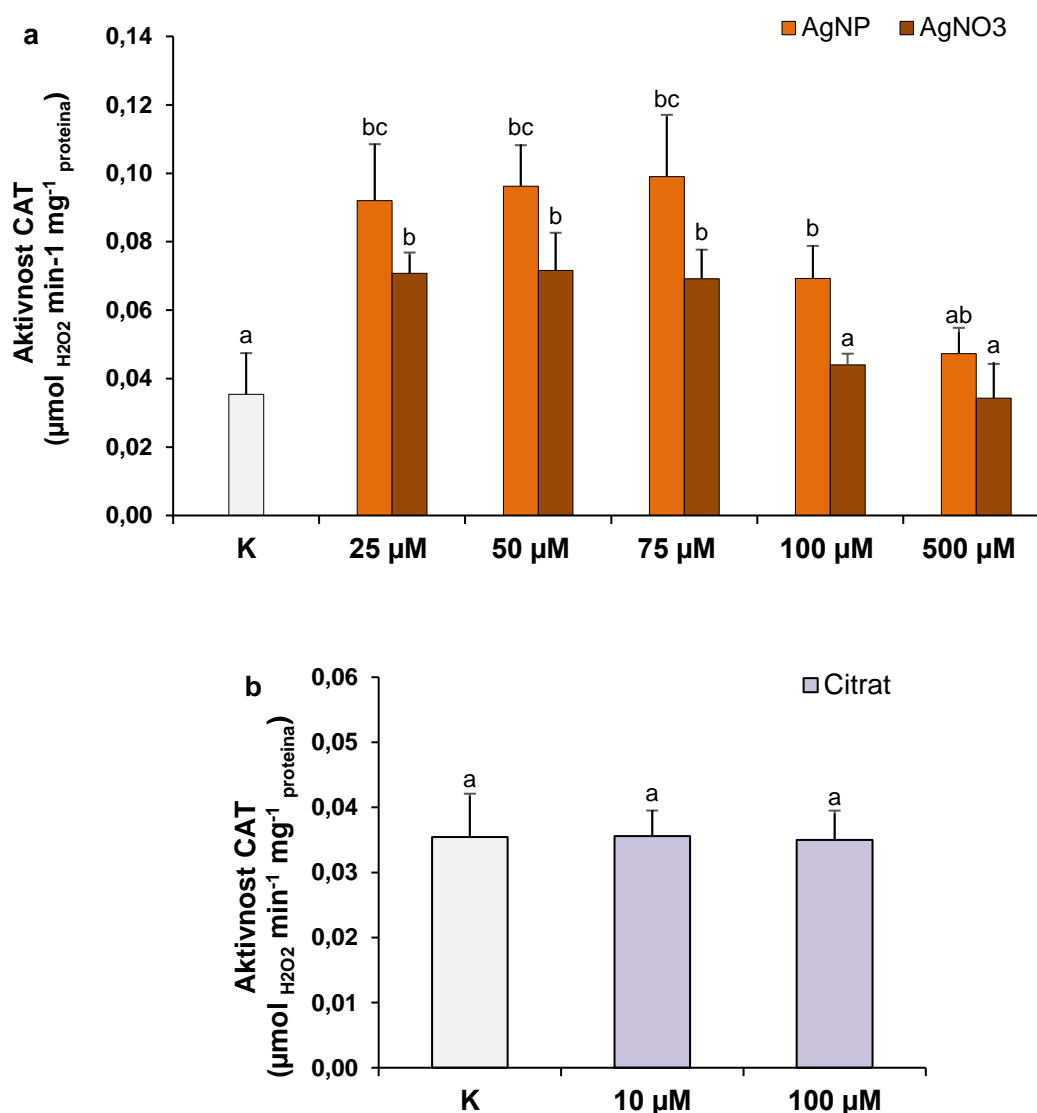 a
AgNP AgNO3
0,14
0,12
0,10
0,08
0,06
0,04
0,02
0,00
Aktivnost CAT
(µmol H2O2 min-1 mg-1 proteina)
a
bc
b
bc
b
bc
b
b
a
ab
a
K 25 µM 50 µM 75 µM 100 µM 500 µM
b
Citrat
0,06
0,05
0,04
0,03
0,02
0,01
0,00
Aktivnost CAT
(µmol H2O2 min-1 mg-1 proteina)
a
a
a
K 10 µM 100 µM